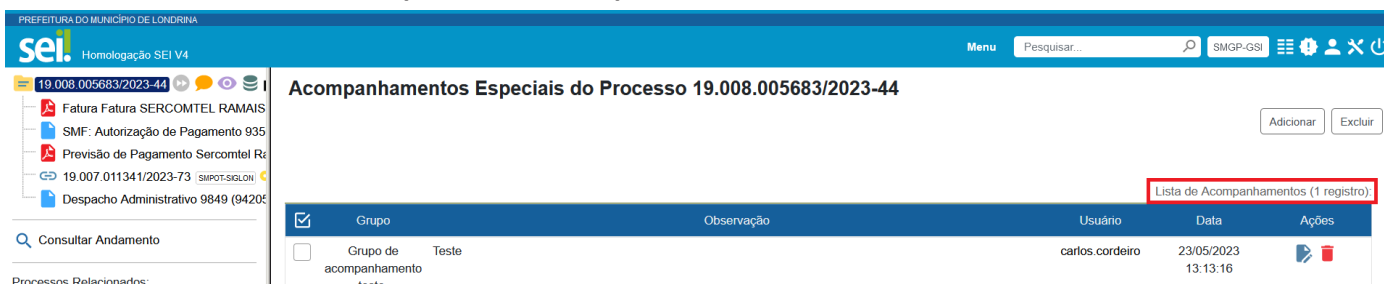 PREFEITURA DO MUNICÍPIO DE LONDRINA
sei! Homologação SEI V4
Menu Pesquisar... SMGP-GSI
19.008.005683/2023-44
Fatura Fatura SERCOMTEL RAMAIS
SMF: Autorização de Pagamento 935
Previsão de Pagamento Sercomtel Ra
19.007.011341/2023-73 SMPOT-SIGLON
Despacho Administrativo 9849 (94205
Consultar Andamento
Processos Relacionados:
Acompanhamentos Especiais do Processo 19.008.005683/2023-44
Adicionar Excluir
Lista de Acompanhamentos (1 registro):
Grupo Observação Usuário Data Ações
Grupo de Teste carlos.cordeiro 23/05/2023
acompanhamento 13:13:16
teste